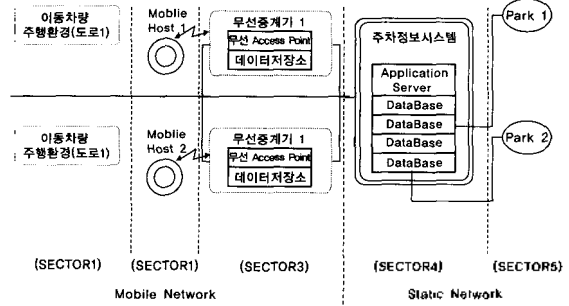 이동차량
주행환경(도로1)
Moblie
Host 1
무선중계기 1
무선 Access Point
데이터저장소
주차정보시스템
Application
Server
DataBase
DataBase
DataBase
DataBase
Park 1
이동차량
주행환경(도로1)
Moblie
Host 2
무선중계기 1
무선 Access Point
데이터저장소
Park 2
(SECTOR1)
(SECTOR1)
(SECTOR3)
(SECTOR4)
(SECTOR5)
Mobile Network
Static Network